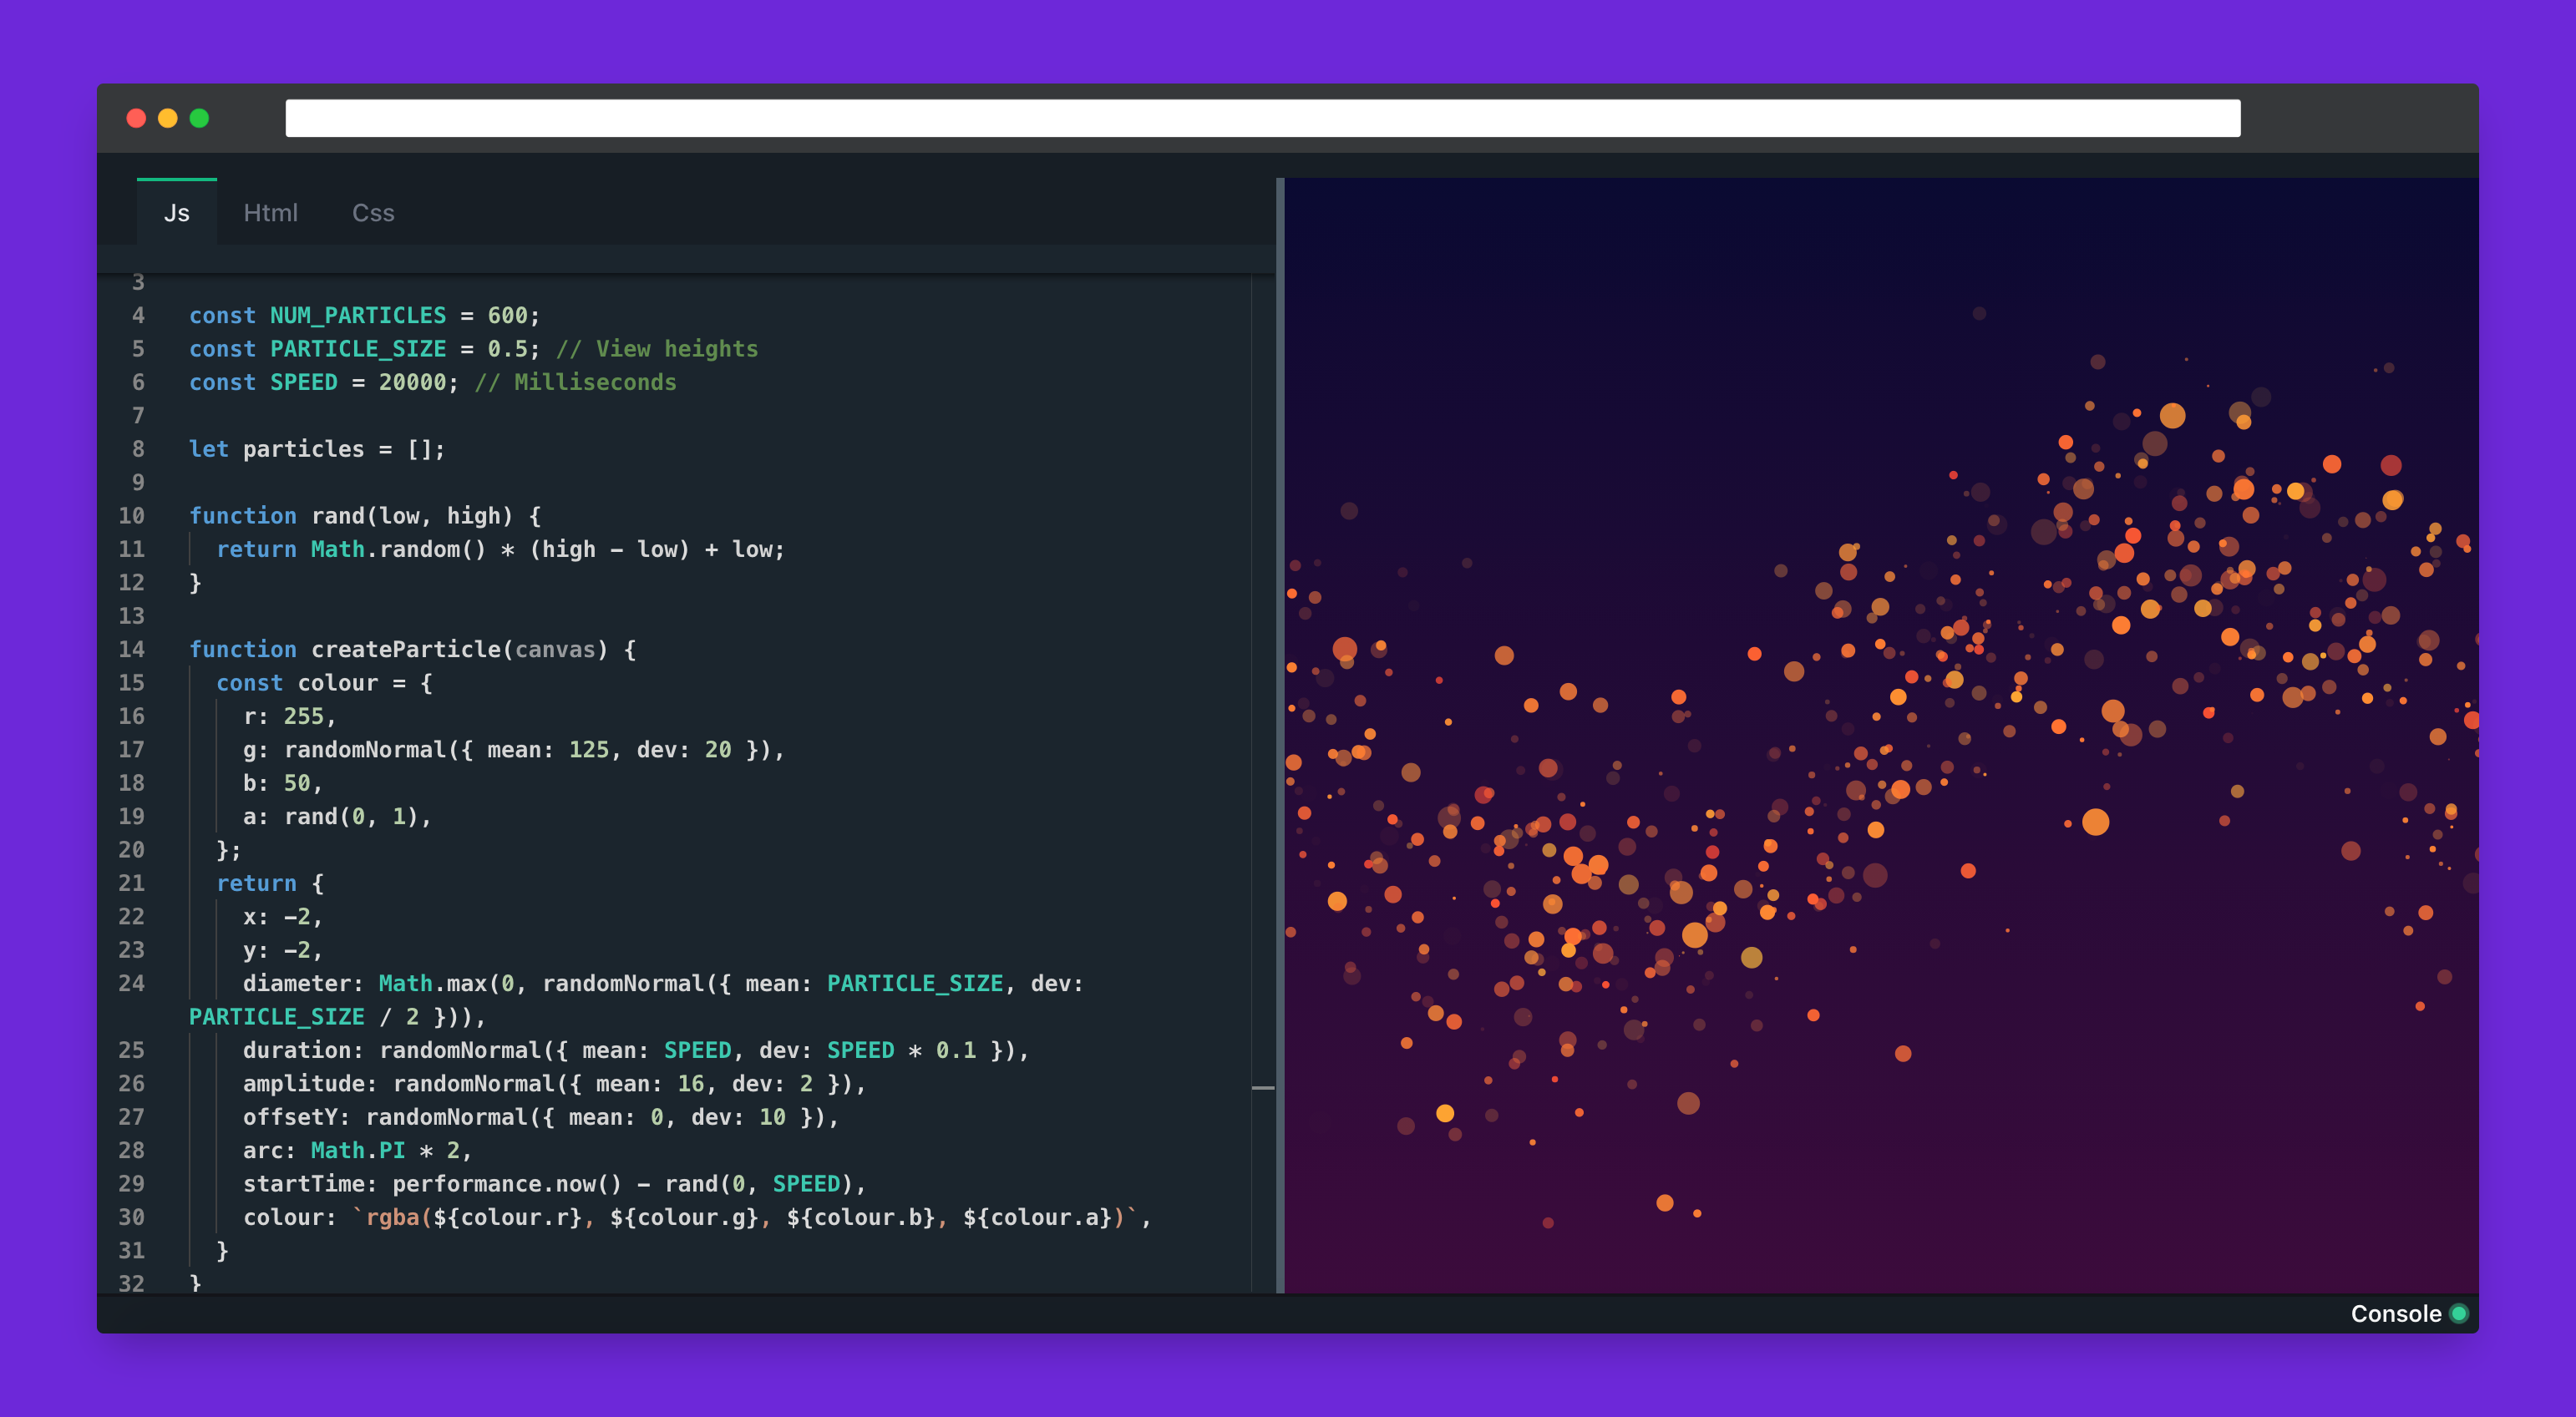 Js Html Css
3
4 const NUM_PARTICLES = 600;
5 const PARTICLE_SIZE = 0.5; // View heights
6 const SPEED = 20000; // Milliseconds
7
8 let particles = [];
9
10 function rand(low, high) {
11 return Math.random() * (high - low) + low;
12 }
13
14 function createParticle(canvas) {
15 const colour = {
16 r: 255,
17 g: randomNormal({ mean: 125, dev: 20 }),
18 b: 50,
19 a: rand(0, 1),
20 };
21 return {
22 x: -2,
23 y: -2,
24 diameter: Math.max(0, randomNormal({ mean: PARTICLE_SIZE, dev:
PARTICLE_SIZE / 2 })),
25 duration: randomNormal({ mean: SPEED, dev: SPEED * 0.1 }),
26 amplitude: randomNormal({ mean: 16, dev: 2 }),
27 offsetY: randomNormal({ mean: 0, dev: 10 }),
28 arc: Math.PI * 2,
29 startTime: performance.now() - rand(0, SPEED),
30 colour: `rgba(${colour.r}, ${colour.g}, ${colour.b}, ${colour.a})`,
31 }
32 }
Console